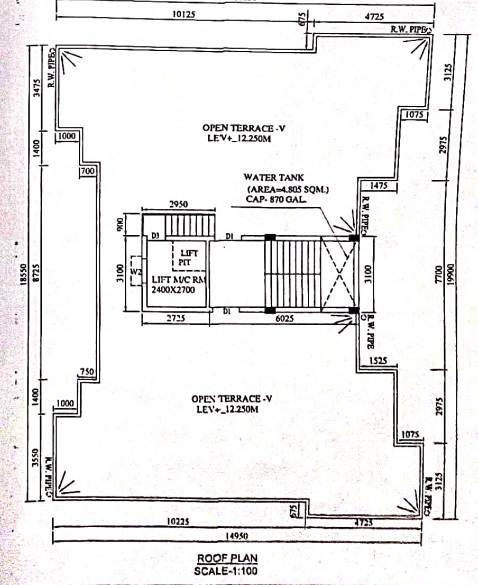 10125
4725
675
R.W. PIPE
R.W. PIPE
3475
3125
1075
1000
1400
OPEN TERRACE -V
LEV+_12.250M
2975
700
WATER TANK
(AREA=4.805 SQM.)
CAP- 870 GAL.
1475
2950
R.W. PIPE
900
D3
D1
LIFT
PIT
W2
LIFT M/C RM
2400X2700
3100
3100
18550
8725
7700
19900
D1
2725
6025
R.W. PIPE
1525
750
1400
1000
OPEN TERRACE -V
LEV+_12.250M
2975
1075
3550
R.W. PIPE
3125
R.W. PIPE
675
10225
4725
14950
ROOF PLAN
SCALE-1:100